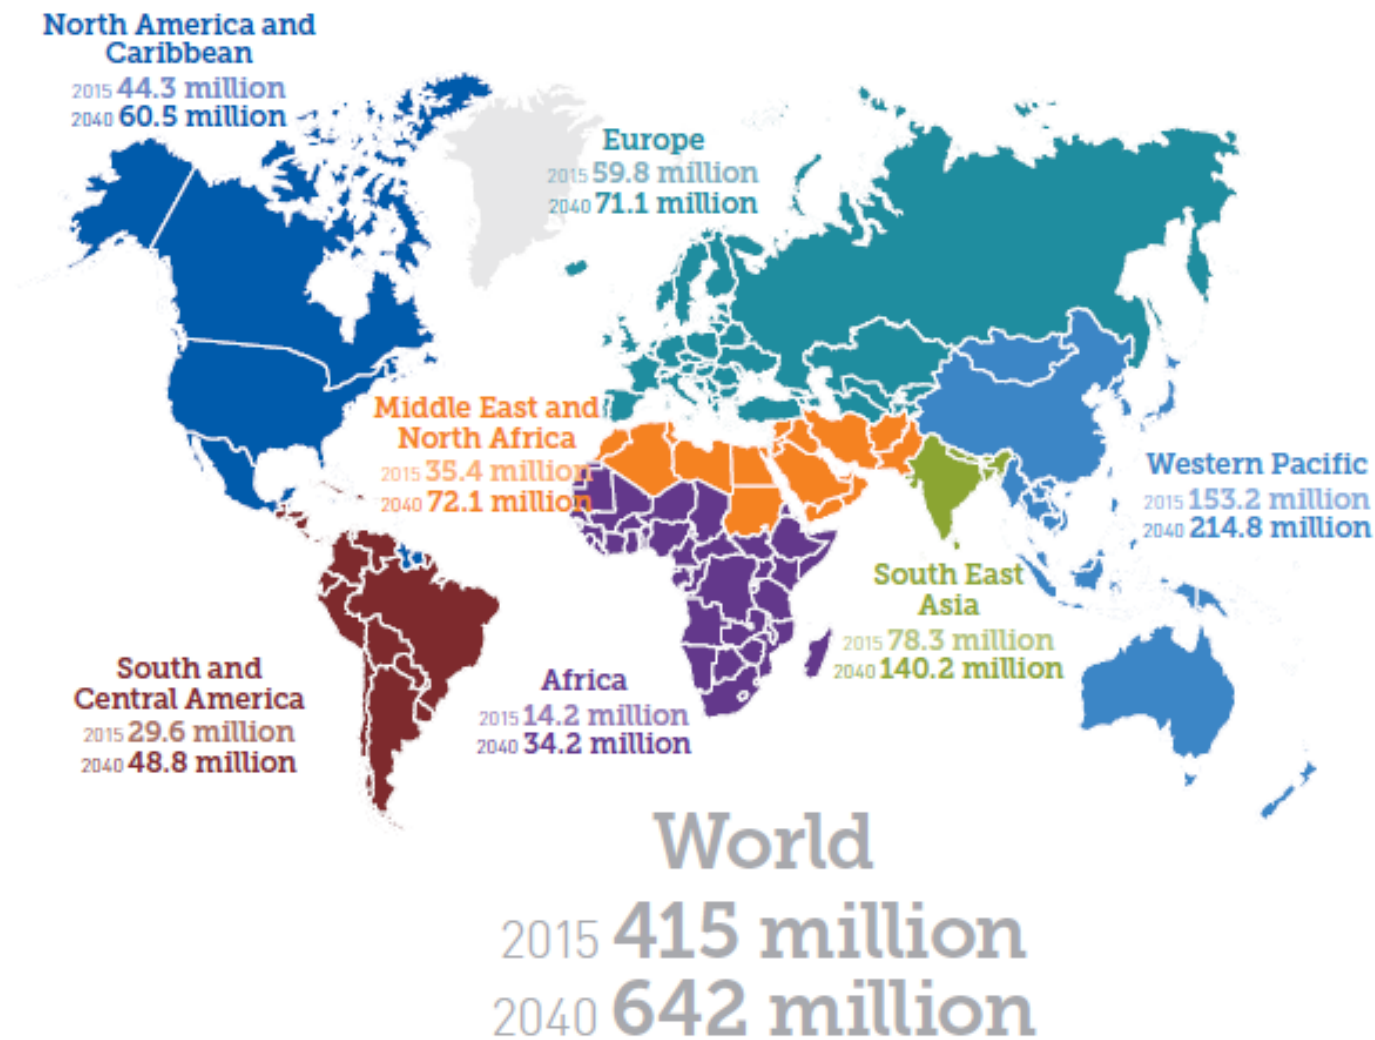 North America and
Caribbean
2015 44.3 million
2040 60.5 million
Europe
2015 59.8 million
2040 71.1 million
Middle East and
North Africa
2015 35.4 million
2040 72.1 million
Western Pacific
2015 153.2 million
2040 214.8 million
South East
Asia
2015 78.3 million
2040 140.2 million
South and
Central America
2015 29.6 million
2040 48.8 million
Africa
2015 14.2 million
2040 34.2 million
World
2015 415 million
2040 642 million